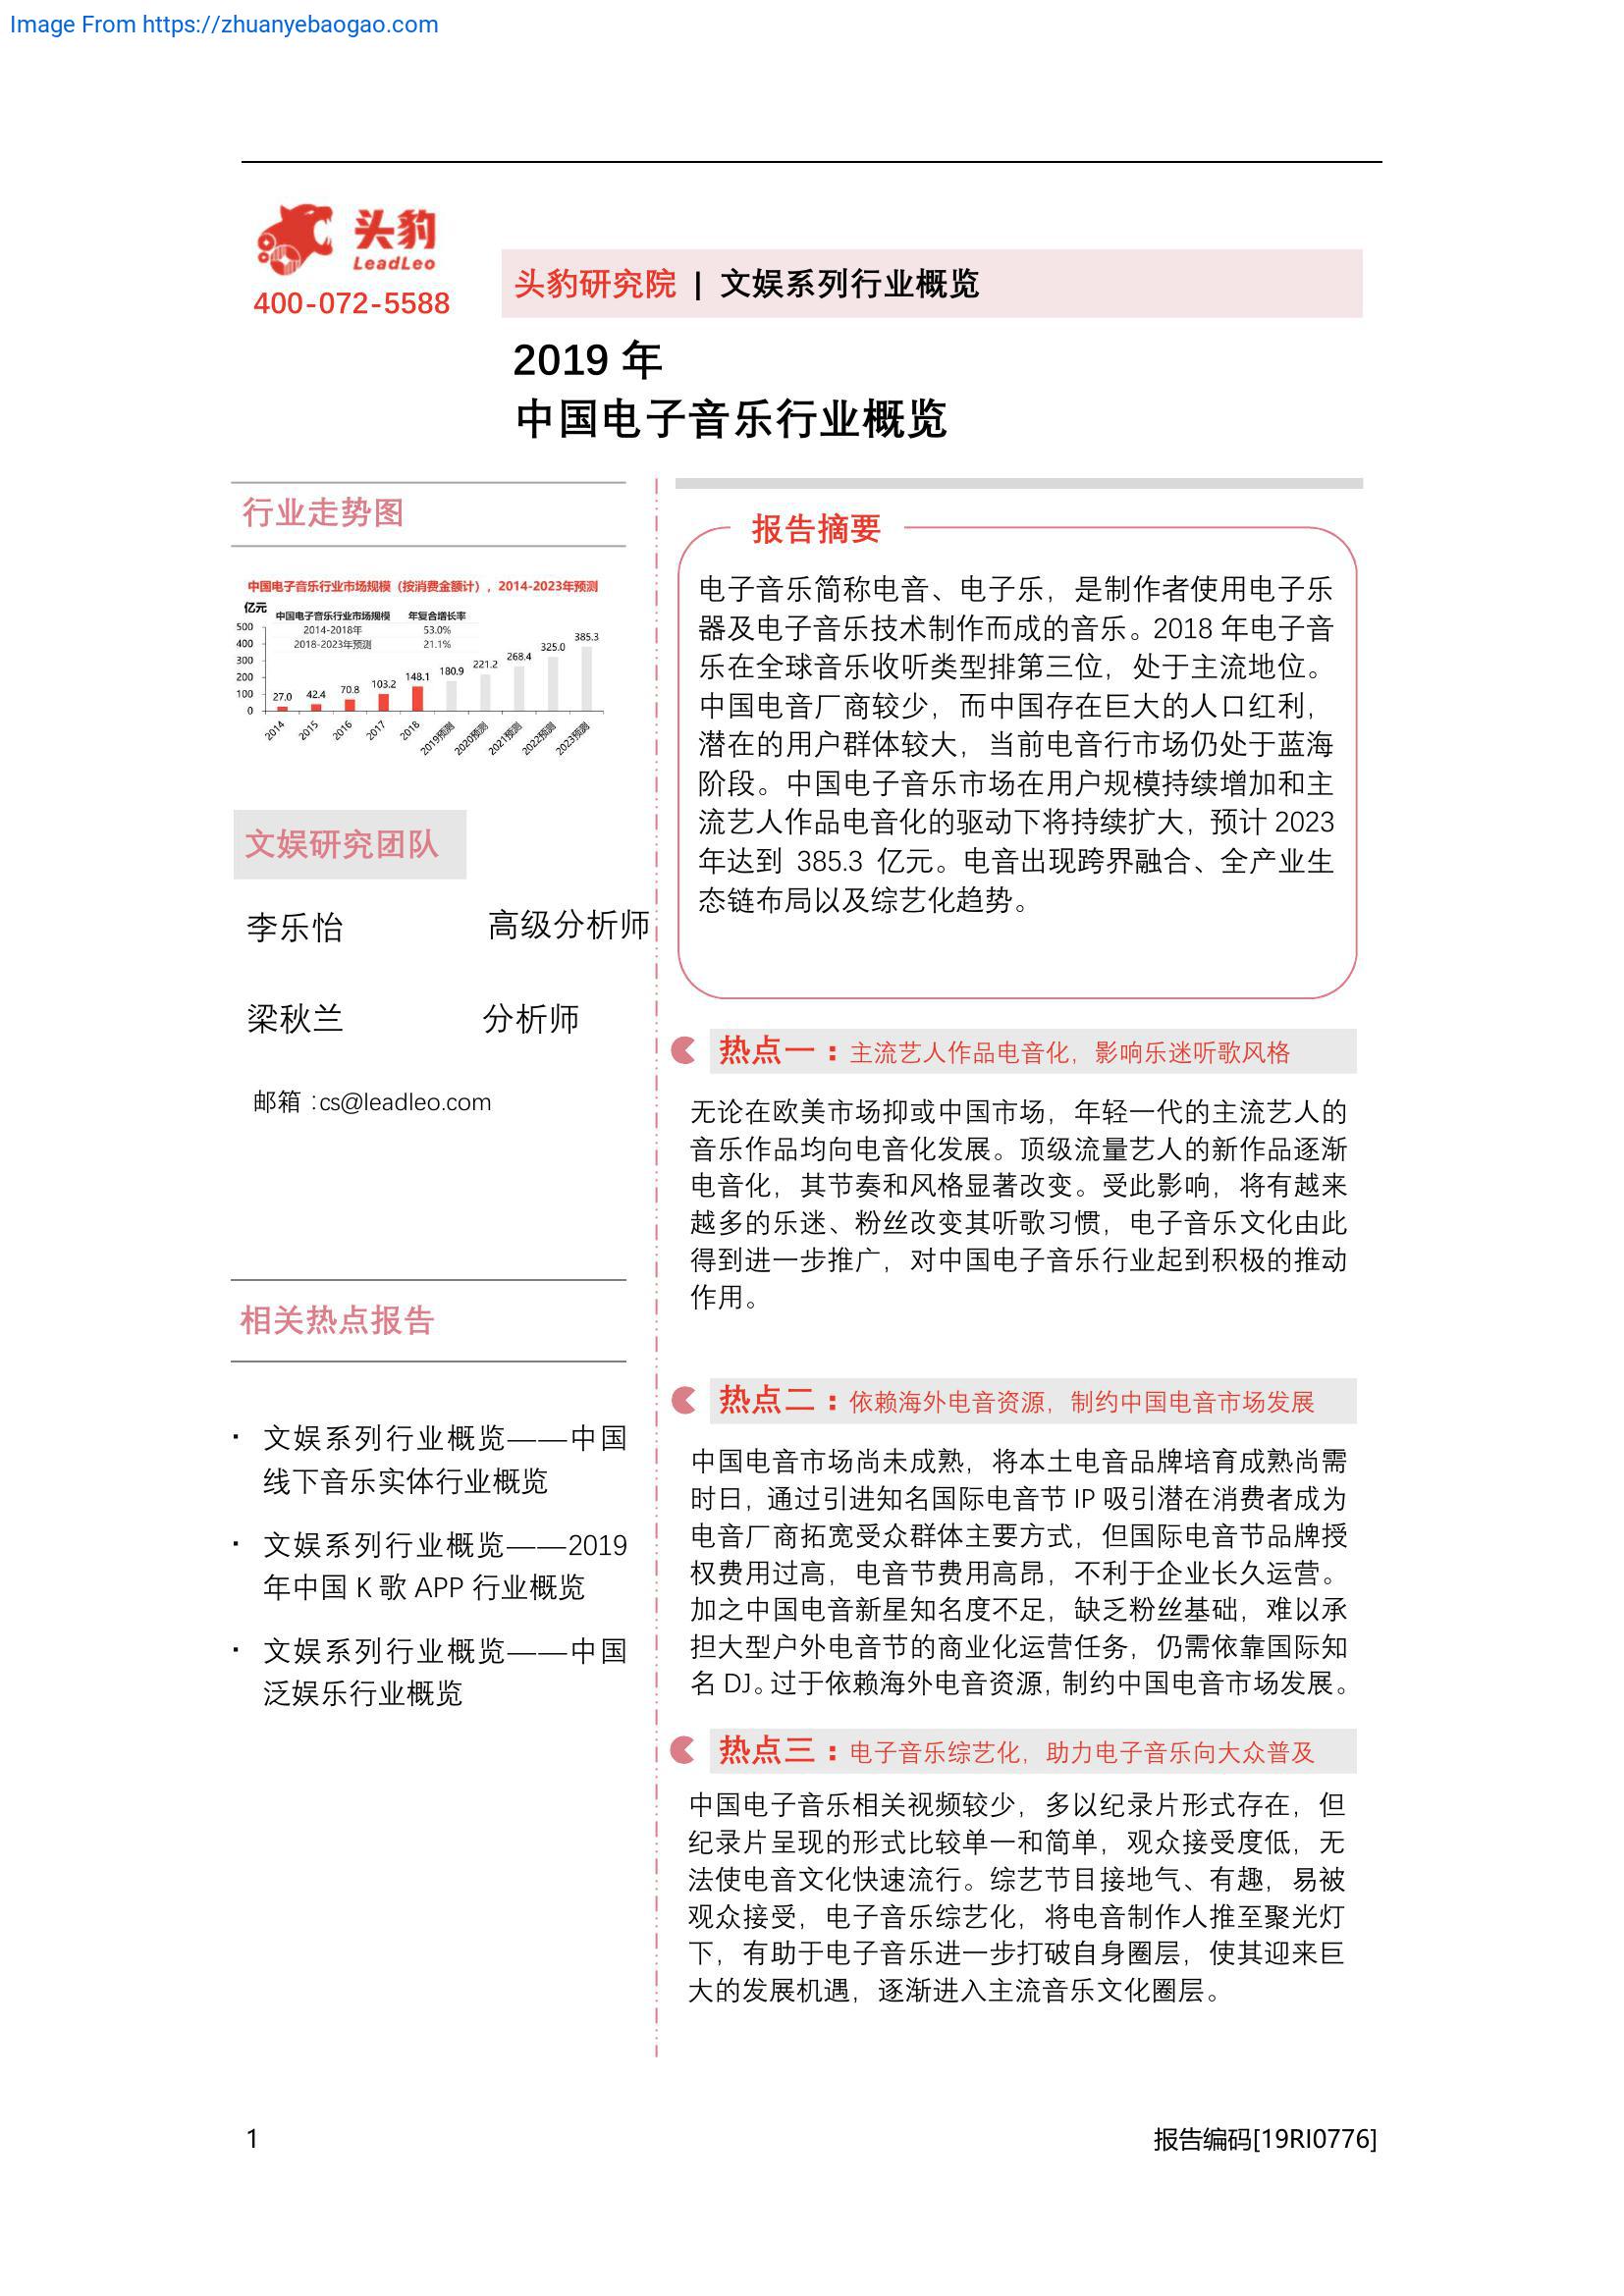 Image From https://zhuanyebaogao.com
头豹
LeadLeo
400-072-5588
头豹研究院 | 文娱系列行业概览
2019 年
中国电子音乐行业概览
行业走势图
中国电子音乐行业市场规模（按消费金额计），2014-2023年预测
亿元
中国电子音乐行业市场规模 年复合增长率
2014-2018年 53.0%
2018-2023年预测 21.1%
500
400
300
200
100
0
27.0
42.4
70.8
103.2
148.1
180.9
221.2
268.4
325.0
385.3
2014
2015
2016
2017
2018
2019预测
2020预测
2021预测
2022预测
2023预测
文娱研究团队
李乐怡 高级分析师
梁秋兰 分析师
邮箱：cs@leadleo.com
相关热点报告
· 文娱系列行业概览——中国
线下音乐实体行业概览
· 文娱系列行业概览——2019
年中国 K 歌 APP 行业概览
· 文娱系列行业概览——中国
泛娱乐行业概览
报告摘要
电子音乐简称电音、电子乐，是制作者使用电子乐
器及电子音乐技术制作而成的音乐。2018 年电子音
乐在全球音乐收听类型排第三位，处于主流地位。
中国电音厂商较少，而中国存在巨大的人口红利，
潜在的用户群体较大，当前电音行市场仍处于蓝海
阶段。中国电子音乐市场在用户规模持续增加和主
流艺人作品电音化的驱动下将持续扩大，预计 2023
年达到 385.3 亿元。电音出现跨界融合、全产业生
态链布局以及综艺化趋势。
热点一：主流艺人作品电音化，影响乐迷听歌风格
无论在欧美市场抑或中国市场，年轻一代的主流艺人的
音乐作品均向电音化发展。顶级流量艺人的新作品逐渐
电音化，其节奏和风格显著改变。受此影响，将有越来
越多的乐迷、粉丝改变其听歌习惯，电子音乐文化由此
得到进一步推广，对中国电子音乐行业起到积极的推动
作用。
热点二：依赖海外电音资源，制约中国电音市场发展
中国电音市场尚未成熟，将本土电音品牌培育成熟尚需
时日，通过引进知名国际电音节 IP 吸引潜在消费者成为
电音厂商拓宽受众群体主要方式，但国际电音节品牌授
权费用过高，电音节费用高昂，不利于企业长久运营。
加之中国电音新星知名度不足，缺乏粉丝基础，难以承
担大型户外电音节的商业化运营任务，仍需依靠国际知
名 DJ。过于依赖海外电音资源，制约中国电音市场发展。
热点三：电子音乐综艺化，助力电子音乐向大众普及
中国电子音乐相关视频较少，多以纪录片形式存在，但
纪录片呈现的形式比较单一和简单，观众接受度低，无
法使电音文化快速流行。综艺节目接地气、有趣，易被
观众接受，电子音乐综艺化，将电音制作人推至聚光灯
下，有助于电子音乐进一步打破自身圈层，使其迎来巨
大的发展机遇，逐渐进入主流音乐文化圈层。
1
报告编码[19RI0776]